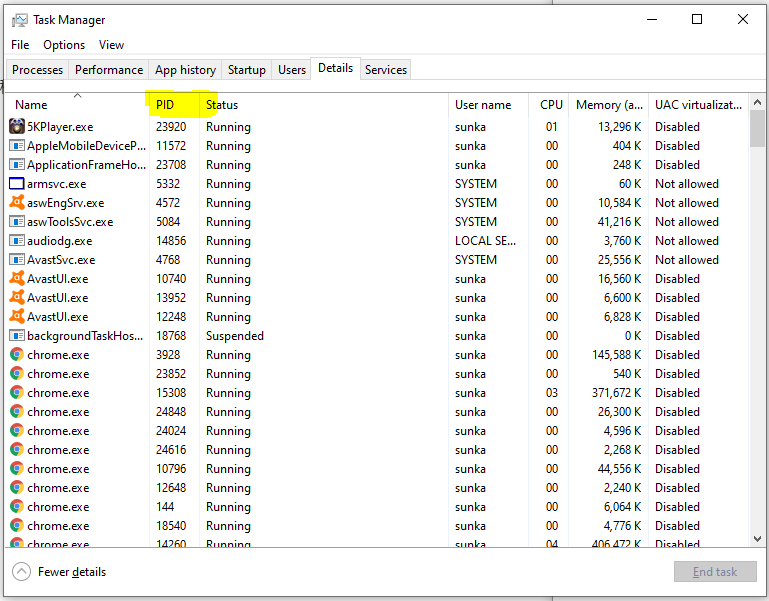 Task Manager
File Options View
Processes Performance App history Startup Users Details Services
Name PID Status User name CPU Memory (a... UAC virtualizat...
5KPlayer.exe 23920 Running sunka 01 13,296 K Disabled
AppleMobileDeviceP... 11572 Running sunka 00 404 K Disabled
ApplicationFrameHo... 23708 Running sunka 00 248 K Disabled
armsvc.exe 5332 Running SYSTEM 00 60 K Not allowed
aswEngSrv.exe 4572 Running SYSTEM 00 10,584 K Not allowed
aswToolsSvc.exe 5084 Running SYSTEM 00 41,216 K Not allowed
audiodg.exe 14856 Running LOCAL SE... 00 3,760 K Not allowed
AvastSvc.exe 4768 Running SYSTEM 00 25,556 K Not allowed
AvastUI.exe 10740 Running sunka 00 16,560 K Disabled
AvastUI.exe 13952 Running sunka 00 6,600 K Disabled
AvastUI.exe 12248 Running sunka 00 6,828 K Disabled
backgroundTaskHos... 18768 Suspended sunka 00 0 K Disabled
chrome.exe 3928 Running sunka 00 145,588 K Disabled
chrome.exe 23852 Running sunka 00 540 K Disabled
chrome.exe 15308 Running sunka 03 371,672 K Disabled
chrome.exe 24848 Running sunka 00 26,300 K Disabled
chrome.exe 24024 Running sunka 00 4,596 K Disabled
chrome.exe 24616 Running sunka 00 2,268 K Disabled
chrome.exe 10796 Running sunka 00 44,556 K Disabled
chrome.exe 12648 Running sunka 00 2,240 K Disabled
chrome.exe 144 Running sunka 00 6,064 K Disabled
chrome.exe 18540 Running sunka 00 4,776 K Disabled
chrome.exe 14260 Running sunka 04 406,472 K Disabled
Fewer details End task